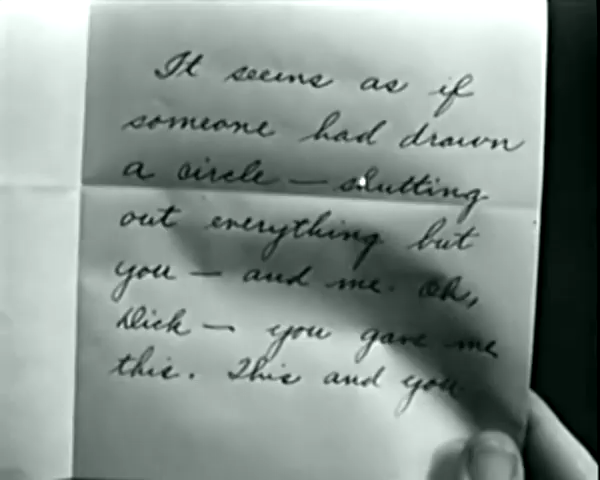 It seems as if
someone had drawn
a circle — shutting
out everything but
you — and me. Oh,
Dick — you gave me
this. This and you